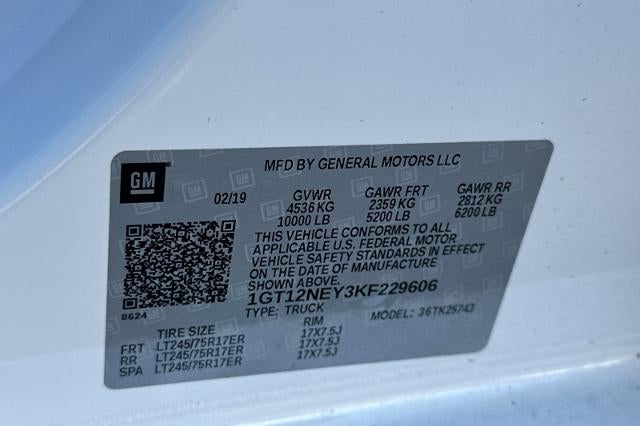 MFD BY GENERAL MOTORS LLC
GM
02/19 GVWR GAWR FRT GAWR RR
4536 KG 2359 KG 2812 KG
10000 LB 5200 LB 6200 LB
THIS VEHICLE CONFORMS TO ALL
APPLICABLE U.S. FEDERAL MOTOR
VEHICLE SAFETY STANDARDS IN EFFECT
ON THE DATE OF MANUFACTURE
SHOWN ABOVE.
1GT12NEY3KF229606
8624
TYPE: TRUCK MODEL: 36TK25743
TIRE SIZE RIM
FRT LT245/75R17ER 17X7.5J
RR LT245/75R17ER 17X7.5J
SPA LT245/75R17ER 17X7.5J